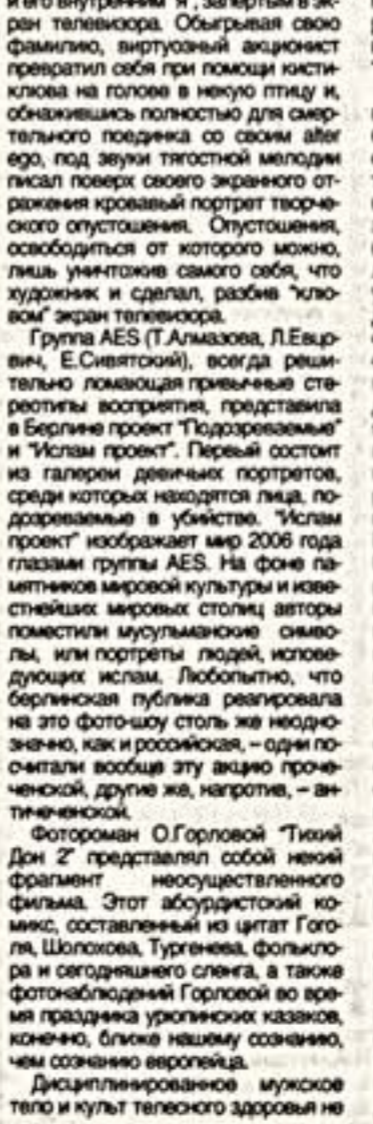 и его внутренним "я", запертым в эк-
ран телевизора. Обыгрывая свою
фамилию, виртуозный акционист
превратил себя при помощи кисти-
клюва на голове в некую птицу и,
обнажившись полностью для смер-
тельного поединка со своим alter
ego, под звуки тягостной мелодии
писал поверх своего экранного от-
ражения кровавый портрет творче-
ского опустошения. Опустошения,
освободиться от которого можно,
лишь уничтожив самого себя, что
художник и сделал, разбив "клю-
вом" экран телевизора.
Группа AES (Т.Алмазова, Л.Евцо-
вич, Е.Сивятский), всегда реши-
тельно ломающая привычные сте-
реотипы восприятия, представила
в Берлине проект "Подозреваемые"
и "Ислам проект". Первый состоит
из галереи девичьих портретов,
среди которых находятся лица, по-
дозреваемые в убийстве. "Ислам
проект" изображает мир 2006 года
глазами группы AES. На фоне па-
мятников мировой культуры и изве-
стнейших мировых столиц авторы
поместили мусульманские симво-
лы, или портреты людей, испове-
дующих ислам. Любопытно, что
берлинская публика реагировала
на это фото-шоу столь же неодно-
значно, как и российская, – одни по-
считали вообще эту акцию проче-
ченской, другие же, напротив, – ан-
тичеченской.
Фотороман О.Горловой "Тихий
Дон 2" представлял собой некий
фрагмент неосуществленного
фильма. Этот абсурдистский ко-
микс, составленный из цитат Гого-
ля, Шолохова, Тургенева, фолькло-
ра и сегодняшнего сленга, а также
фотонаблюдений Горловой во вре-
мя праздника урюпинских казаков,
конечно, ближе нашему сознанию,
чем сознанию европейца.
Дисциплинированное мужское
тело и культ телесного здоровья не